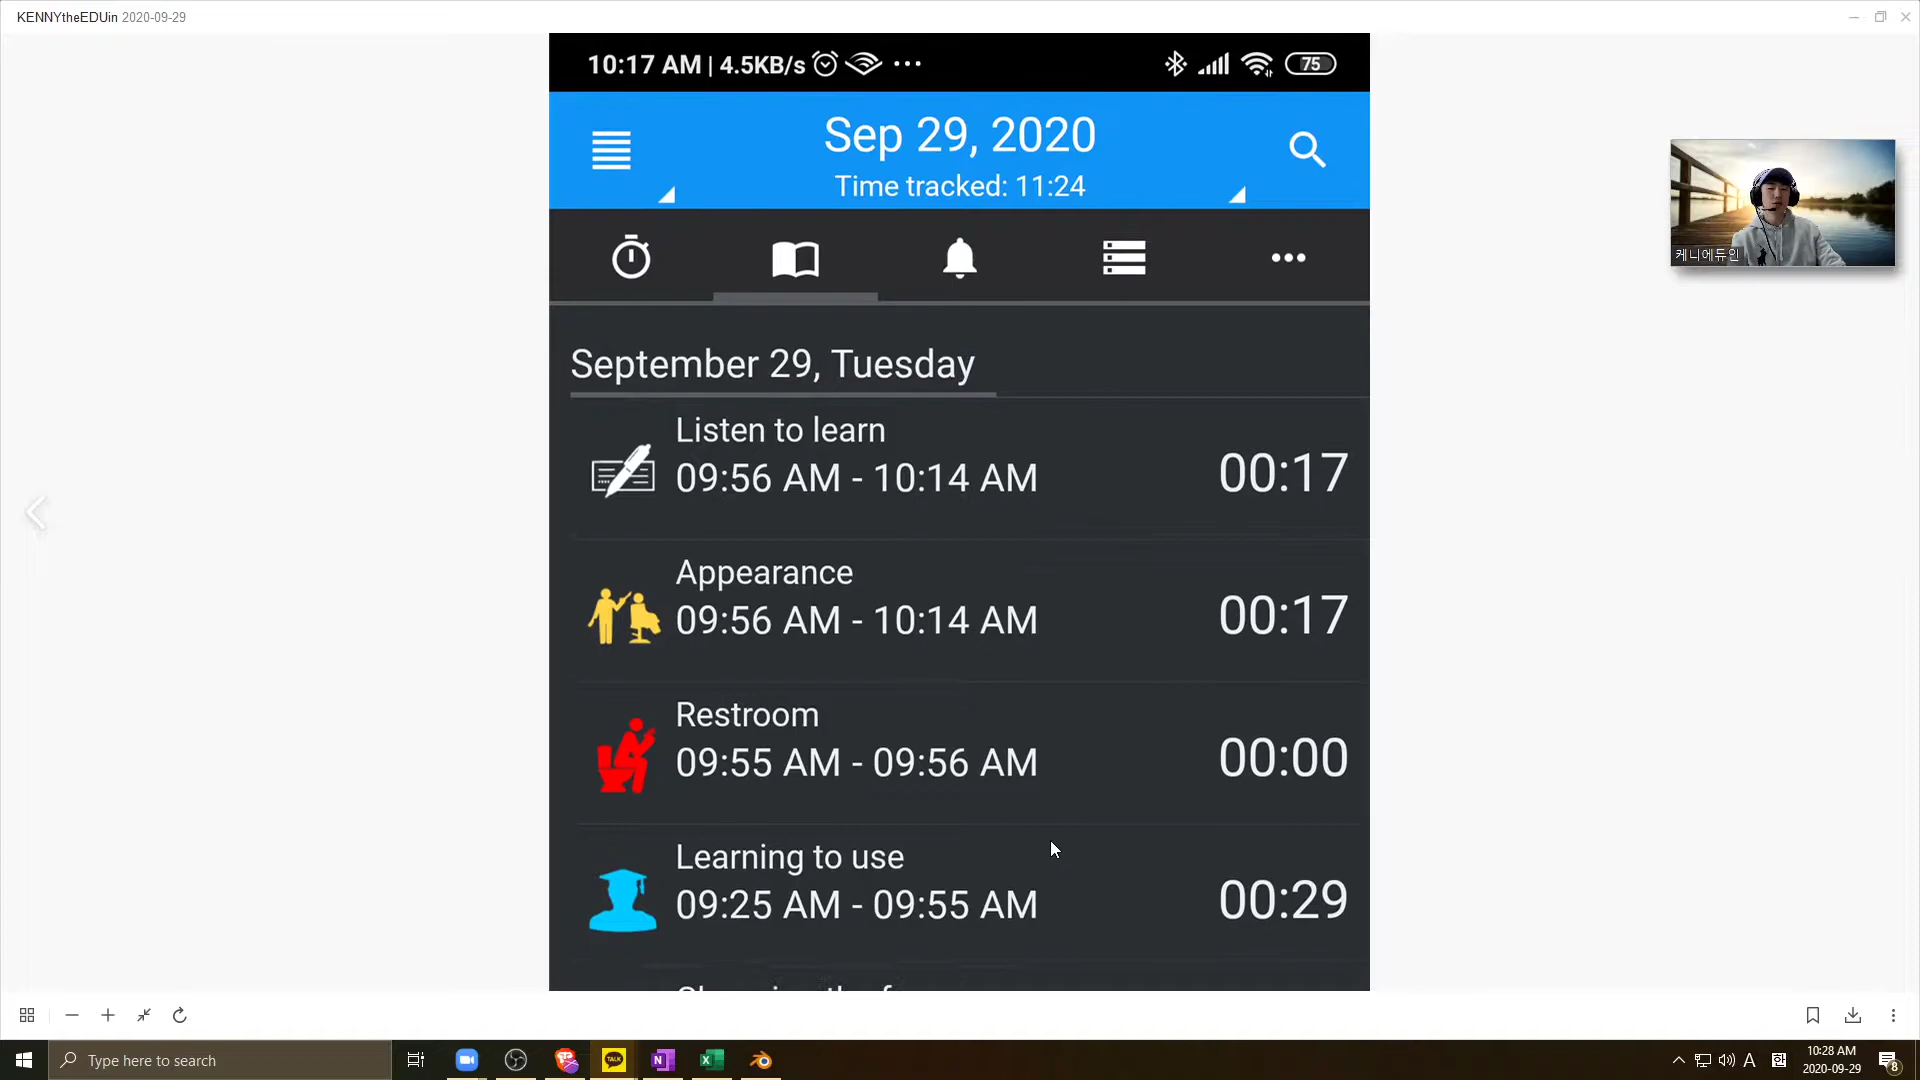 KENNYtheEDUin 2020-09-29
10:17 AM | 4.5KB/s
75
Sep 29, 2020
Time tracked: 11:24
September 29, Tuesday
Listen to learn
09:56 AM - 10:14 AM
00:17
Appearance
09:56 AM - 10:14 AM
00:17
Restroom
09:55 AM - 09:56 AM
00:00
Learning to use
09:25 AM - 09:55 AM
00:29
케니에듀인
Type here to search
TALK
N
X
A
10:28 AM
2020-09-29
8